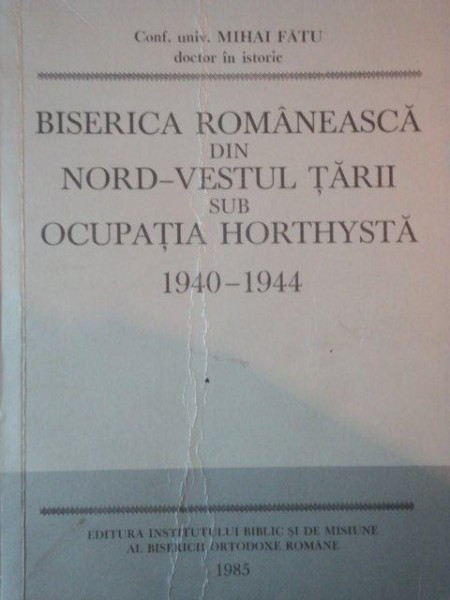 Conf. univ. MIHAI FĂTU
doctor în istorie
BISERICA ROMÂNEASCĂ
DIN
NORD-VESTUL ȚĂRII
SUB
OCUPAȚIA HORTHYSTĂ
1940-1944
EDITURA INSTITUTULUI BIBLIC ȘI DE MISIUNE
AL BISERICII ORTODOXE ROMÂNE
1985